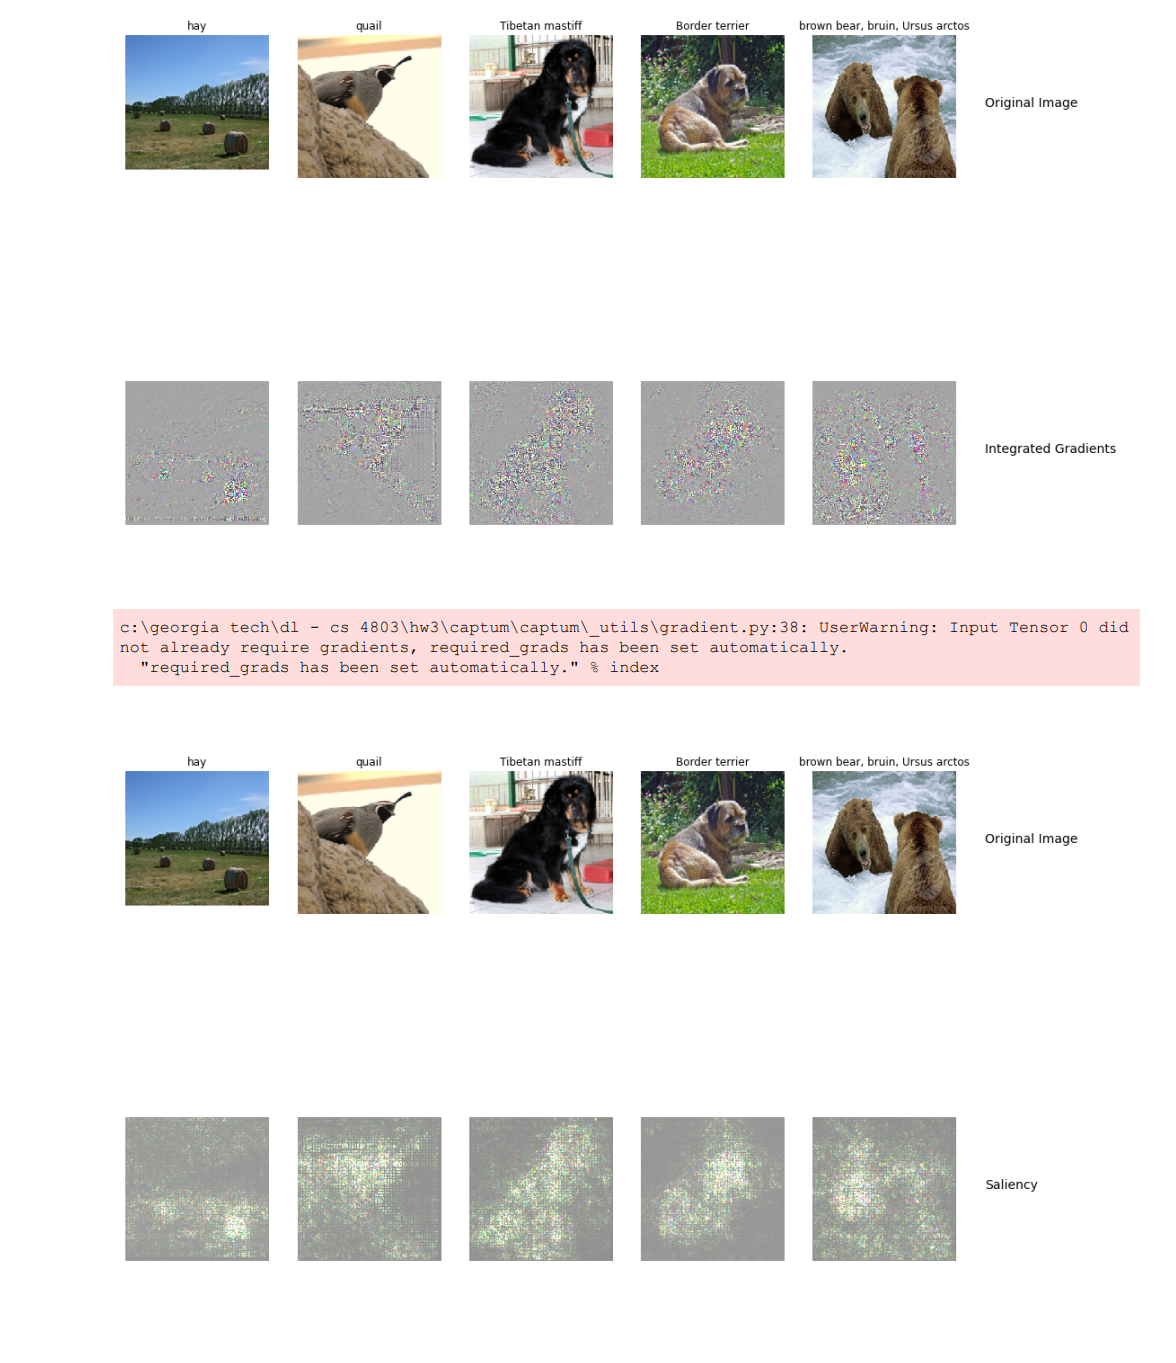 hay quail Tibetan mastiff Border terrier brown bear, bruin, Ursus arctos
Original Image
Integrated Gradients
c:\georgia tech\dl - cs 4803\hw3\captum\captum\_utils\gradient.py:38: UserWarning: Input Tensor 0 did
not already require gradients, required_grads has been set automatically.
"required_grads has been set automatically." % index
hay quail Tibetan mastiff Border terrier brown bear, bruin, Ursus arctos
Original Image
Saliency